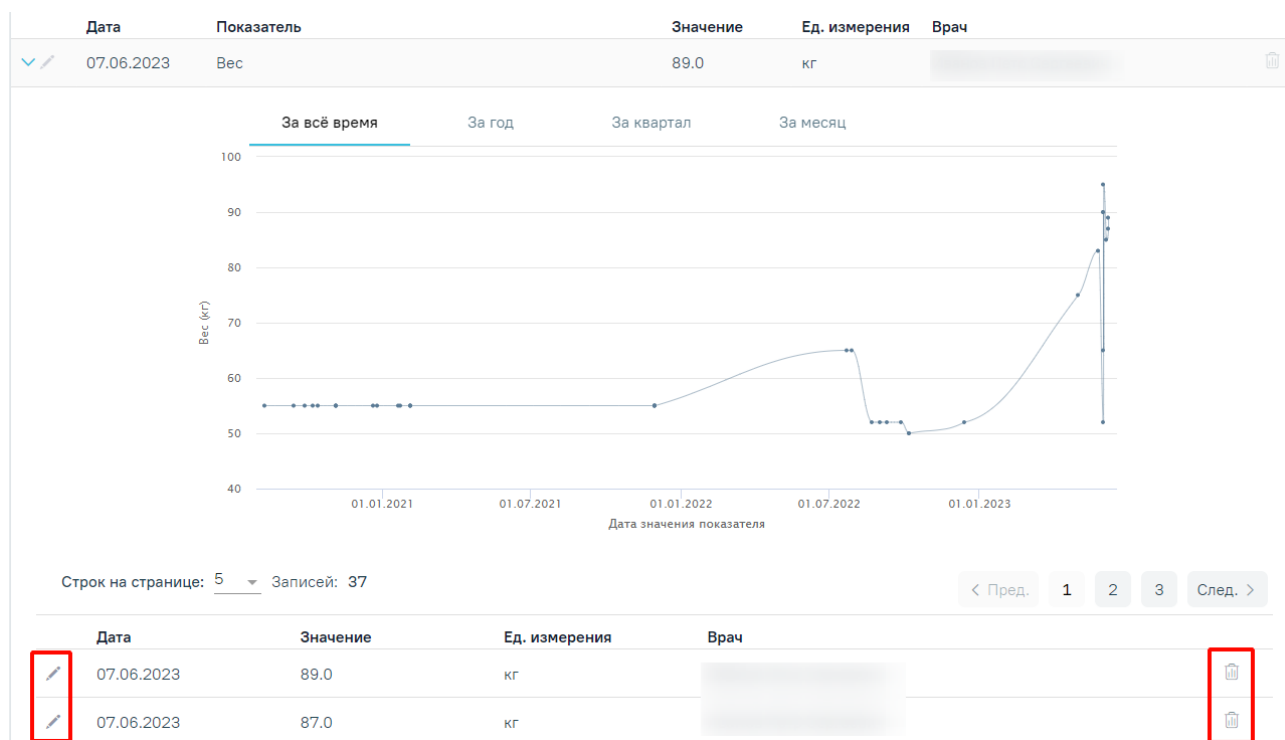 Дата Показатель Значение Ед. измерения Врач
07.06.2023 Вес 89.0 кг
За всё время За год За квартал За месяц
100
90
80
70
60
50
40
Вес (кг)
01.01.2021 01.07.2021 01.01.2022 01.07.2022 01.01.2023
Дата значения показателя
Строк на странице: 5 Записей: 37 < Пред. 1 2 3 След. >
Дата Значение Ед. измерения Врач
07.06.2023 89.0 кг
07.06.2023 87.0 кг